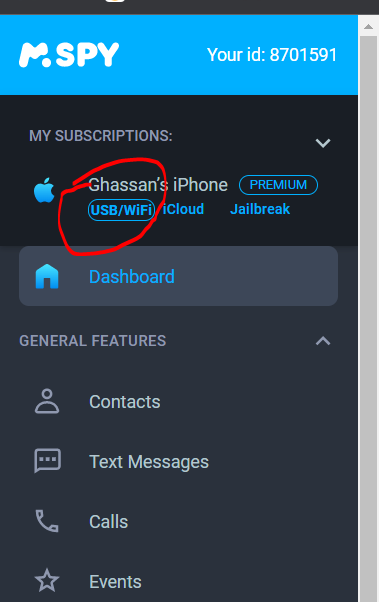 mSPY Your id: 8701591
MY SUBSCRIPTIONS:
Ghassan's iPhone PREMIUM
USB/WiFi iCloud Jailbreak
Dashboard
GENERAL FEATURES
Contacts
Text Messages
Calls
Events